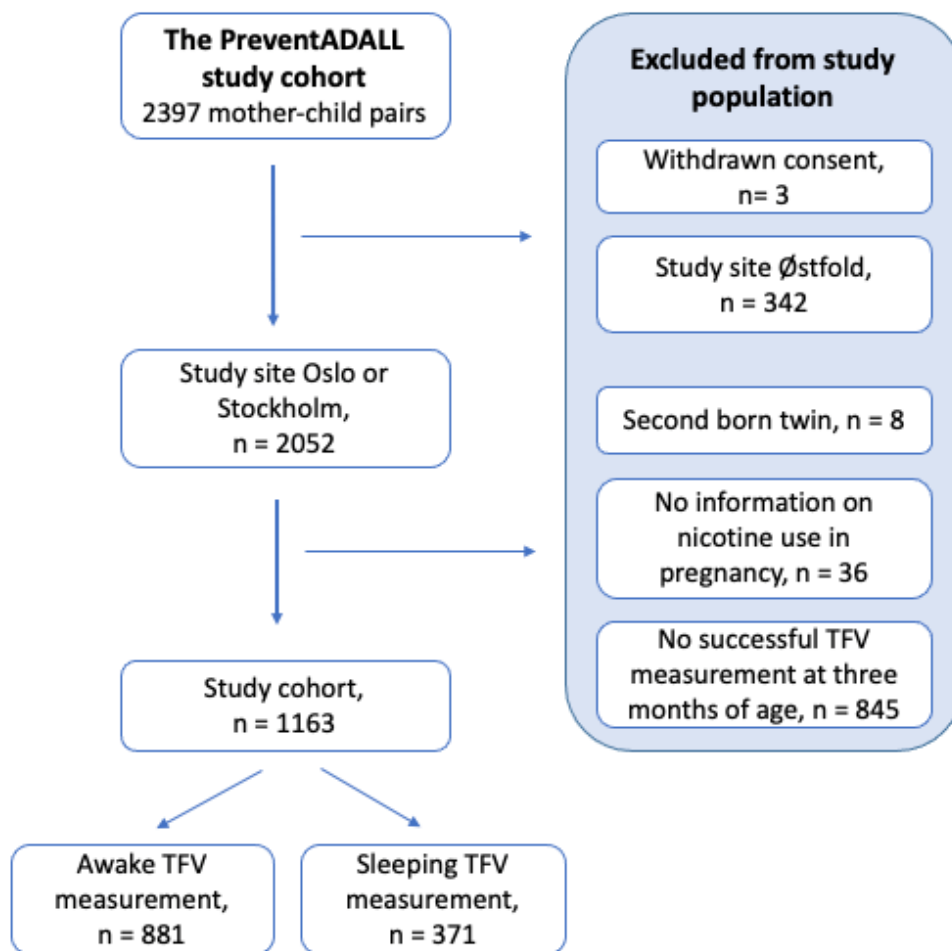 The PreventADALL
study cohort
2397 mother-child pairs
Excluded from study
population
Withdrawn consent,
n= 3
Study site Østfold,
n = 342
Study site Oslo or
Stockholm,
n = 2052
Second born twin, n = 8
No information on
nicotine use in
pregnancy, n = 36
No successful TFV
measurement at three
months of age, n = 845
Study cohort,
n = 1163
Awake TFV
measurement,
n = 881
Sleeping TFV
measurement,
n = 371